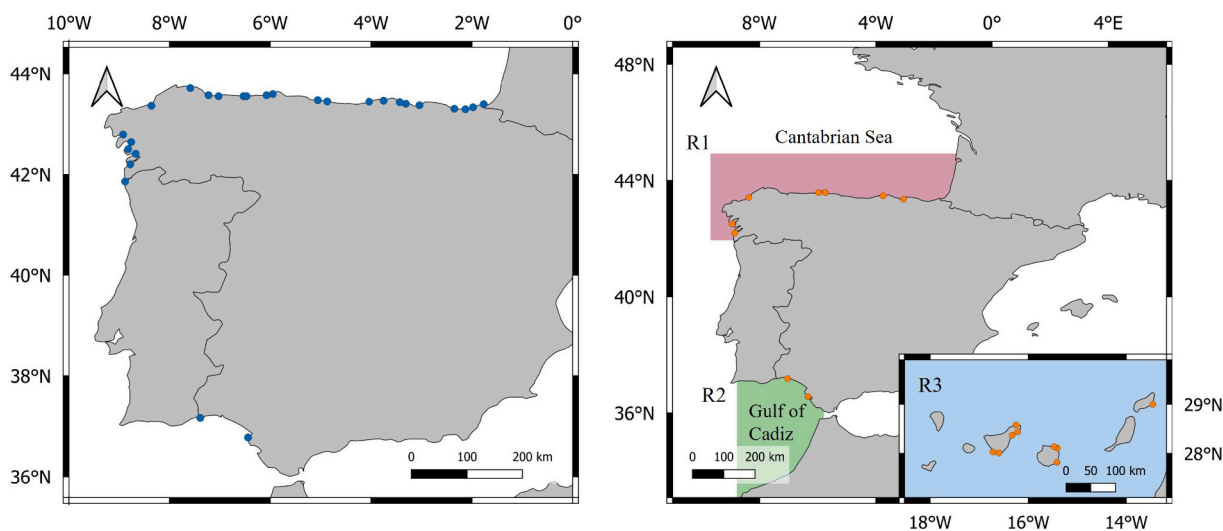 10°W 8°W 6°W 4°W 2°W 0°
44°N
42°N
40°N
38°N
36°N
0 100 200 km
8°W 4°W 0° 4°E
48°N
44°N
40°N
36°N
R1
Cantabrian Sea
R2
Gulf of
Cadiz
0 100 200 km
R3
29°N
28°N
0 50 100 km
18°W 16°W 14°W